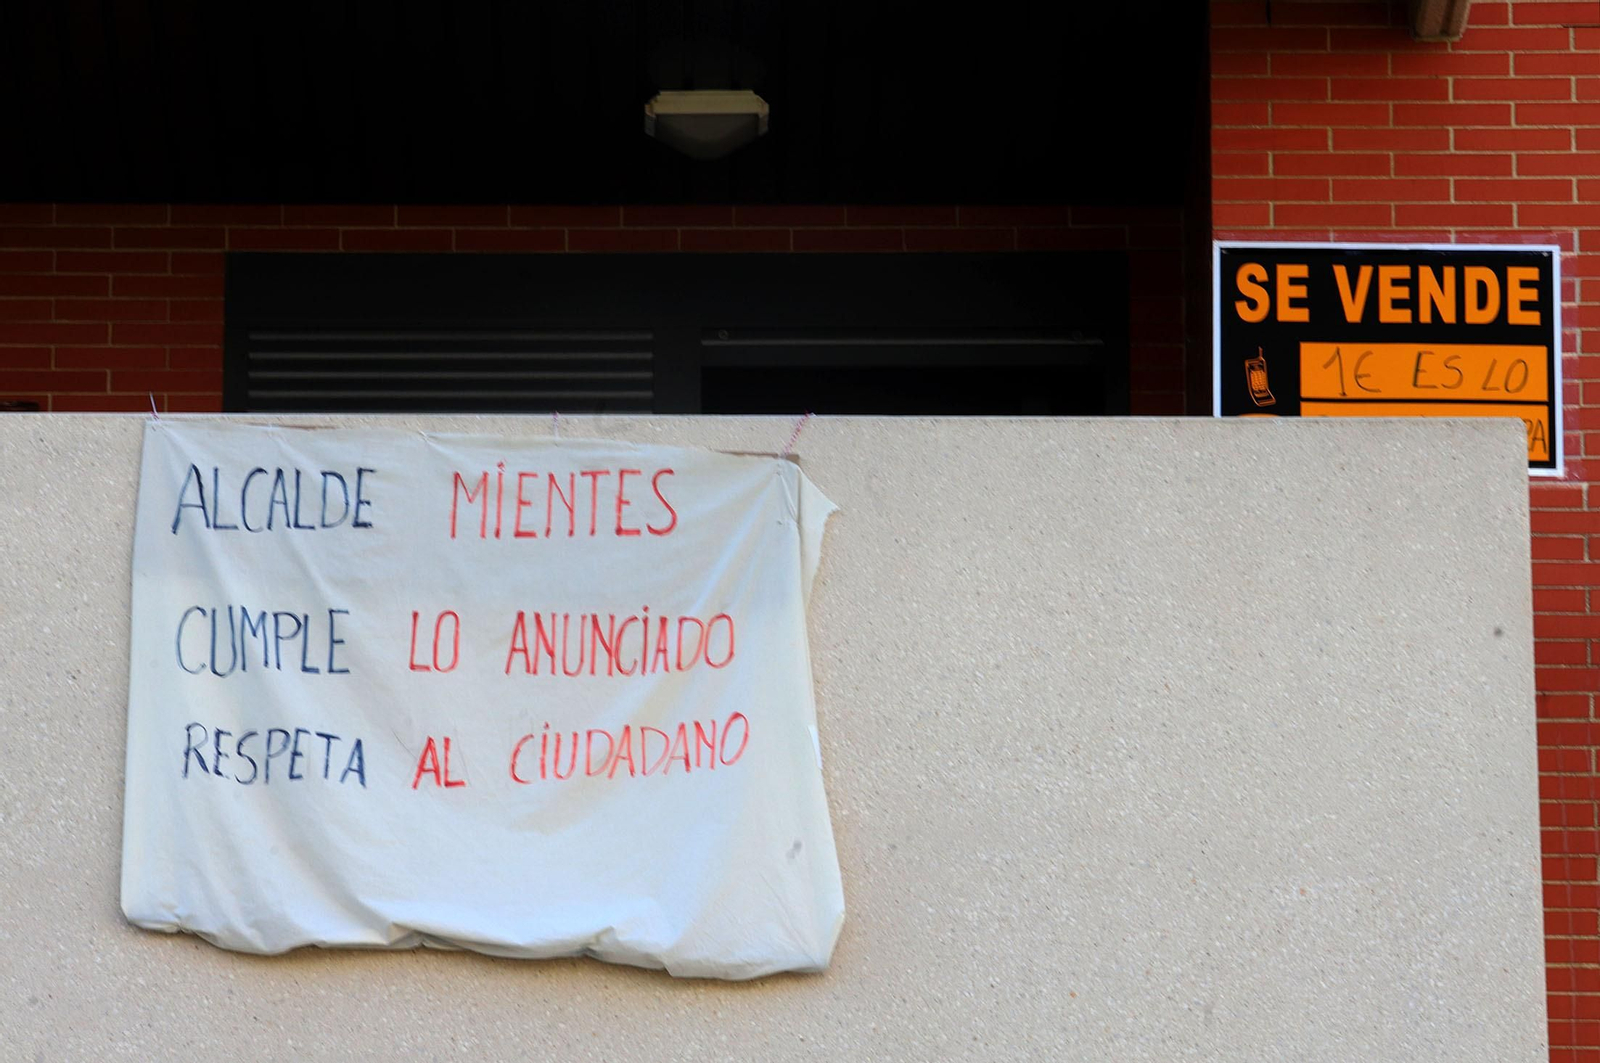 SE VENDE
1€ ES LO
ALCALDE MIENTES
CUMPLE LO ANUNCIADO
RESPETA AL CIUDADANO